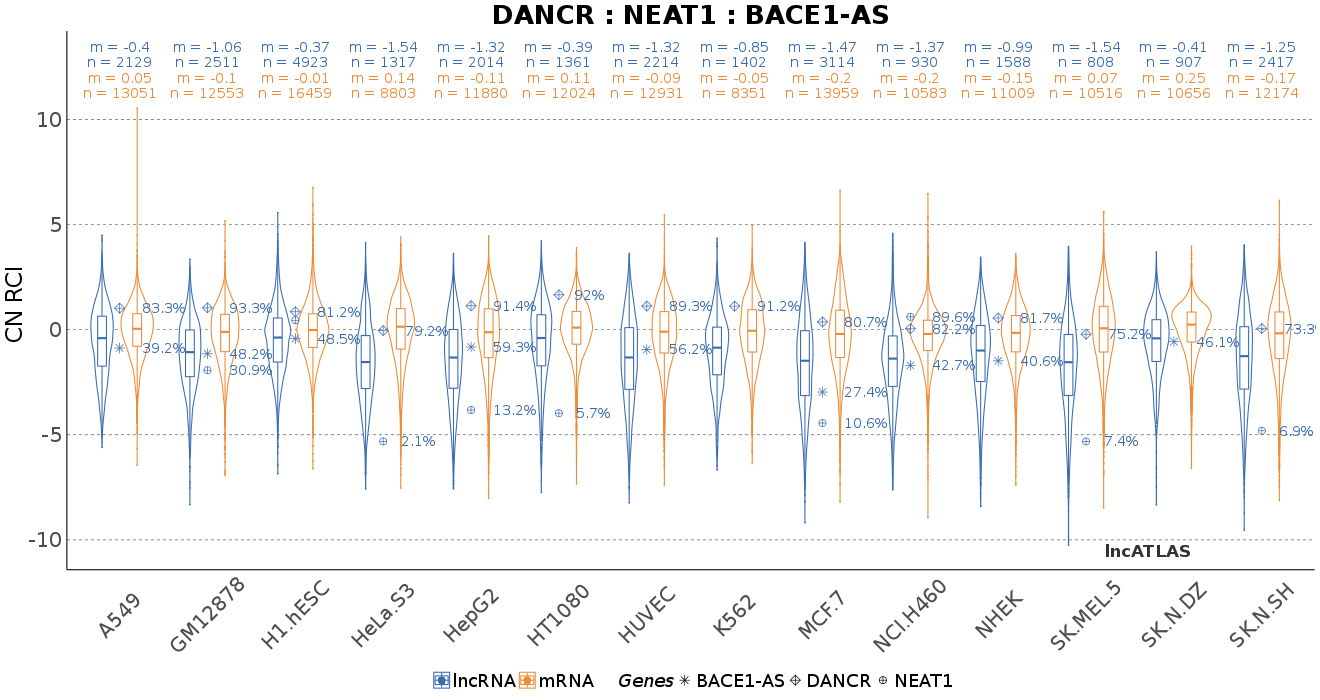 DANCR : NEAT1 : BACE1-AS
m = -0.4 m = -1.06 m = -0.37 m = -1.54 m = -1.32 m = -0.39 m = -1.32 m = -0.85 m = -1.47 m = -1.37 m = -0.99 m = -1.54 m = -0.41 m = -1.25
n = 2129 n = 2511 n = 4923 n = 1317 n = 2014 n = 1361 n = 2214 n = 1402 n = 3114 n = 930 n = 1588 n = 808 n = 907 n = 2417
m = 0.05 m = -0.1 m = -0.01 m = 0.14 m = -0.11 m = 0.11 m = -0.09 m = -0.05 m = -0.2 m = -0.2 m = -0.15 m = 0.07 m = 0.25 m = -0.17
n = 13051 n = 12553 n = 16459 n = 8803 n = 11880 n = 12024 n = 12931 n = 8351 n = 13959 n = 10583 n = 11009 n = 10516 n = 10656 n = 12174
10
5
0
-5
-10
CN RCI
83.3% 39.2%
93.3% 48.2% 30.9%
81.2% 48.5%
79.2% 2.1%
91.4% 59.3% 13.2%
92% 5.7%
89.3% 56.2%
91.2%
80.7% 27.4% 10.6%
89.6% 82.2% 42.7%
81.7% 40.6%
75.2% 7.4%
46.1%
73.3 6.9%
lncATLAS
A549 GM12878 H1.hESC HeLa.S3 HepG2 HT1080 HUVEC K562 MCF.7 NCI.H460 NHEK SK.MEL.5 SK.N.DZ SK.N.SH
lncRNA mRNA Genes BACE1-AS DANCR NEAT1